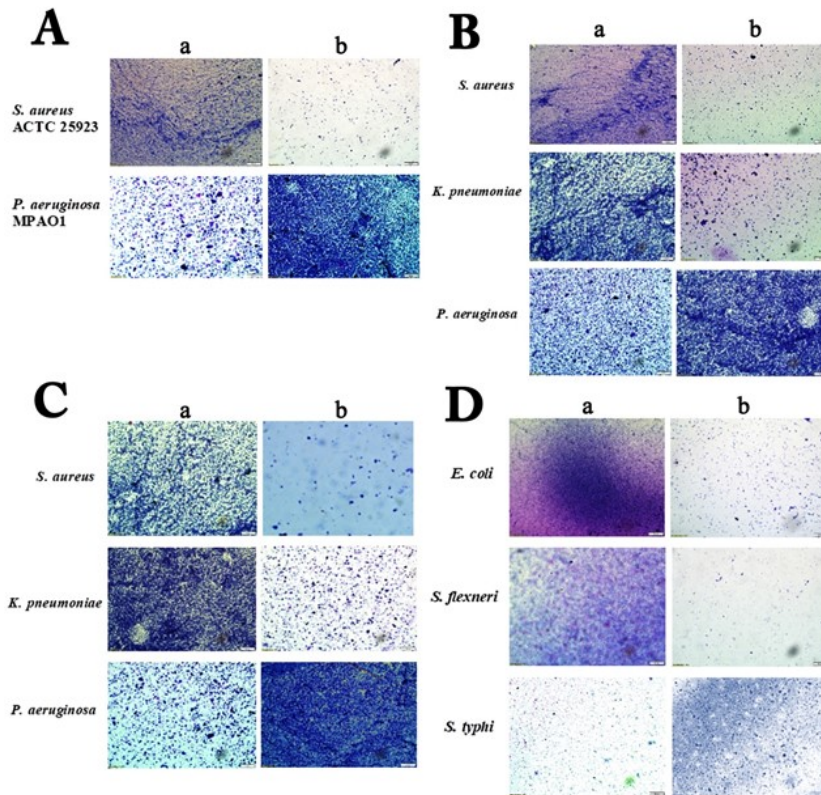 A
a b
S. aureus
ACTC 25923
P. aeruginosa
MPAO1
B
a b
S. aureus
K. pneumoniae
P. aeruginosa
C
a b
S. aureus
K. pneumoniae
P. aeruginosa
D
a b
E. coli
S. flexneri
S. typhi